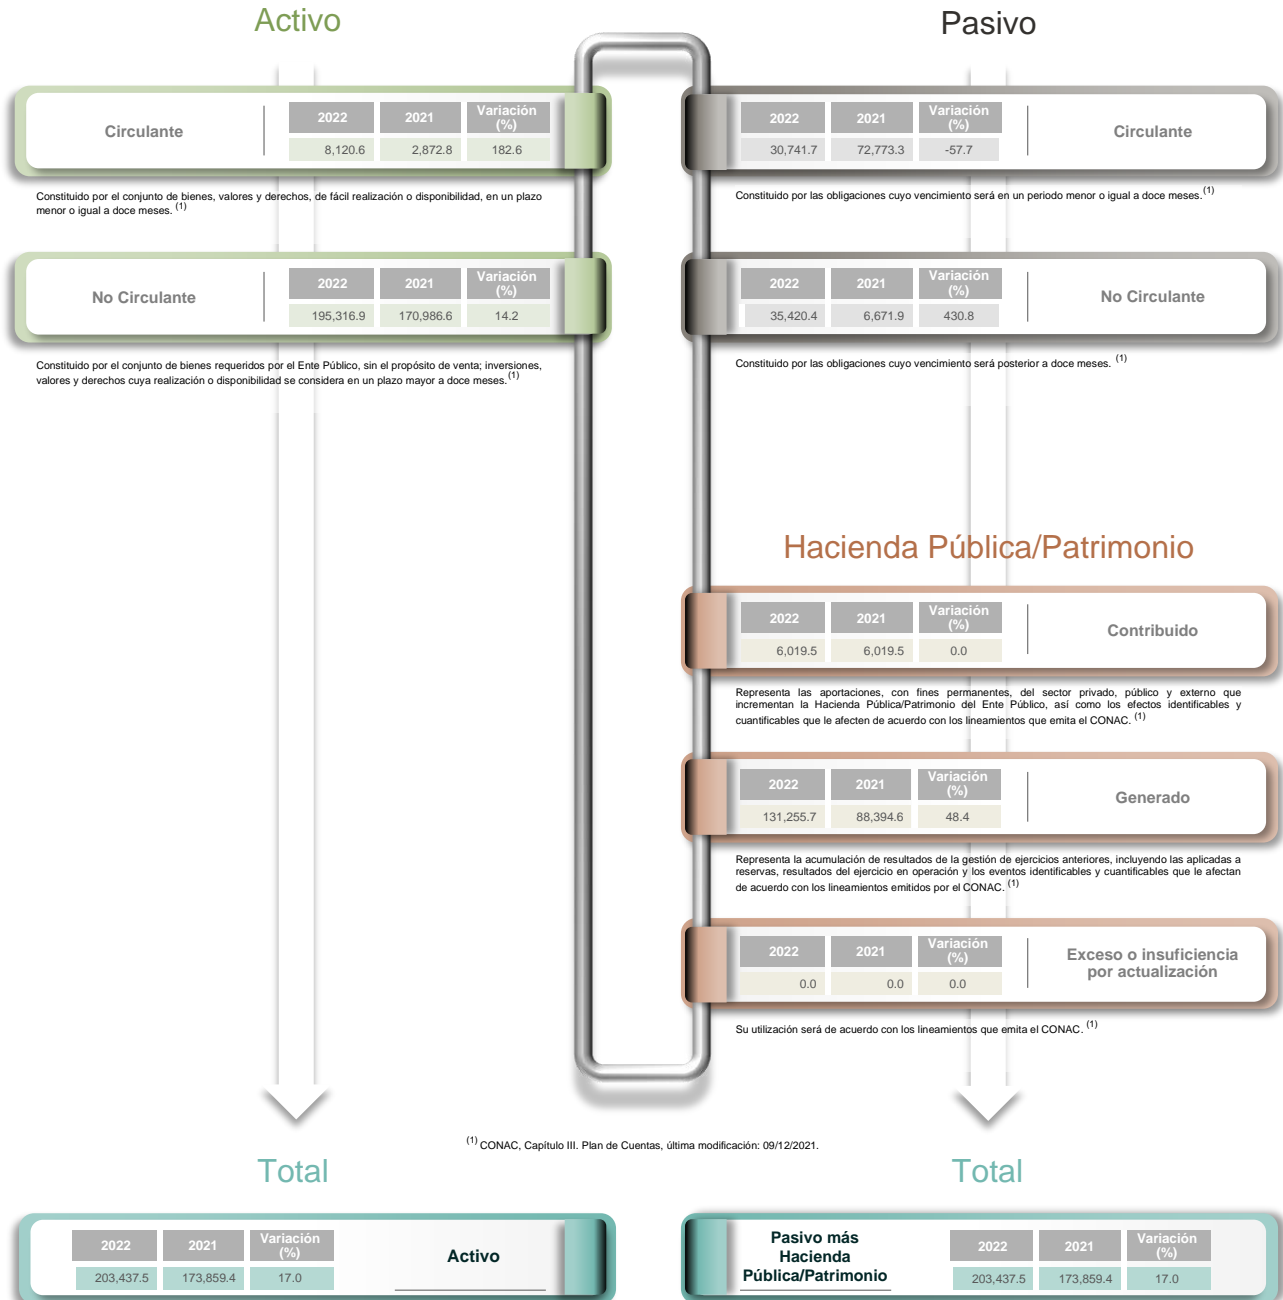 Activo
Circulante
2022 2021 Variación (%)
8,120.6 2,872.8 182.6
Constituido por el conjunto de bienes, valores y derechos, de fácil realización o disponibilidad, en un plazo
menor o igual a doce meses. (1)
No Circulante
2022 2021 Variación (%)
195,316.9 170,986.6 14.2
Constituido por el conjunto de bienes requeridos por el Ente Público, sin el propósito de venta; inversiones,
valores y derechos cuya realización o disponibilidad se considera en un plazo mayor a doce meses. (1)
Pasivo
2022 2021 Variación (%)
30,741.7 72,773.3 -57.7
Circulante
Constituido por las obligaciones cuyo vencimiento será en un periodo menor o igual a doce meses. (1)
2022 2021 Variación (%)
35,420.4 6,671.9 430.8
No Circulante
Constituido por las obligaciones cuyo vencimiento será posterior a doce meses. (1)
Hacienda Pública/Patrimonio
2022 2021 Variación (%)
6,019.5 6,019.5 0.0
Contribuido
Representa las aportaciones, con fines permanentes, del sector privado, público y externo que
incrementan la Hacienda Pública/Patrimonio del Ente Público, así como los efectos identificables y
cuantificables que le afecten de acuerdo con los lineamientos que emita el CONAC. (1)
2022 2021 Variación (%)
131,255.7 88,394.6 48.4
Generado
Representa la acumulación de resultados de la gestión de ejercicios anteriores, incluyendo las aplicadas a
reservas, resultados del ejercicio en operación y los eventos identificables y cuantificables que le afectan
de acuerdo con los lineamientos emitidos por el CONAC. (1)
2022 2021 Variación (%)
0.0 0.0 0.0
Exceso o insuficiencia
por actualización
Su utilización será de acuerdo con los lineamientos que emita el CONAC. (1)
(1) CONAC, Capítulo III. Plan de Cuentas, última modificación: 09/12/2021.
Total
2022 2021 Variación (%)
203,437.5 173,859.4 17.0
Activo
Total
Pasivo más
Hacienda
Pública/Patrimonio
2022 2021 Variación (%)
203,437.5 173,859.4 17.0